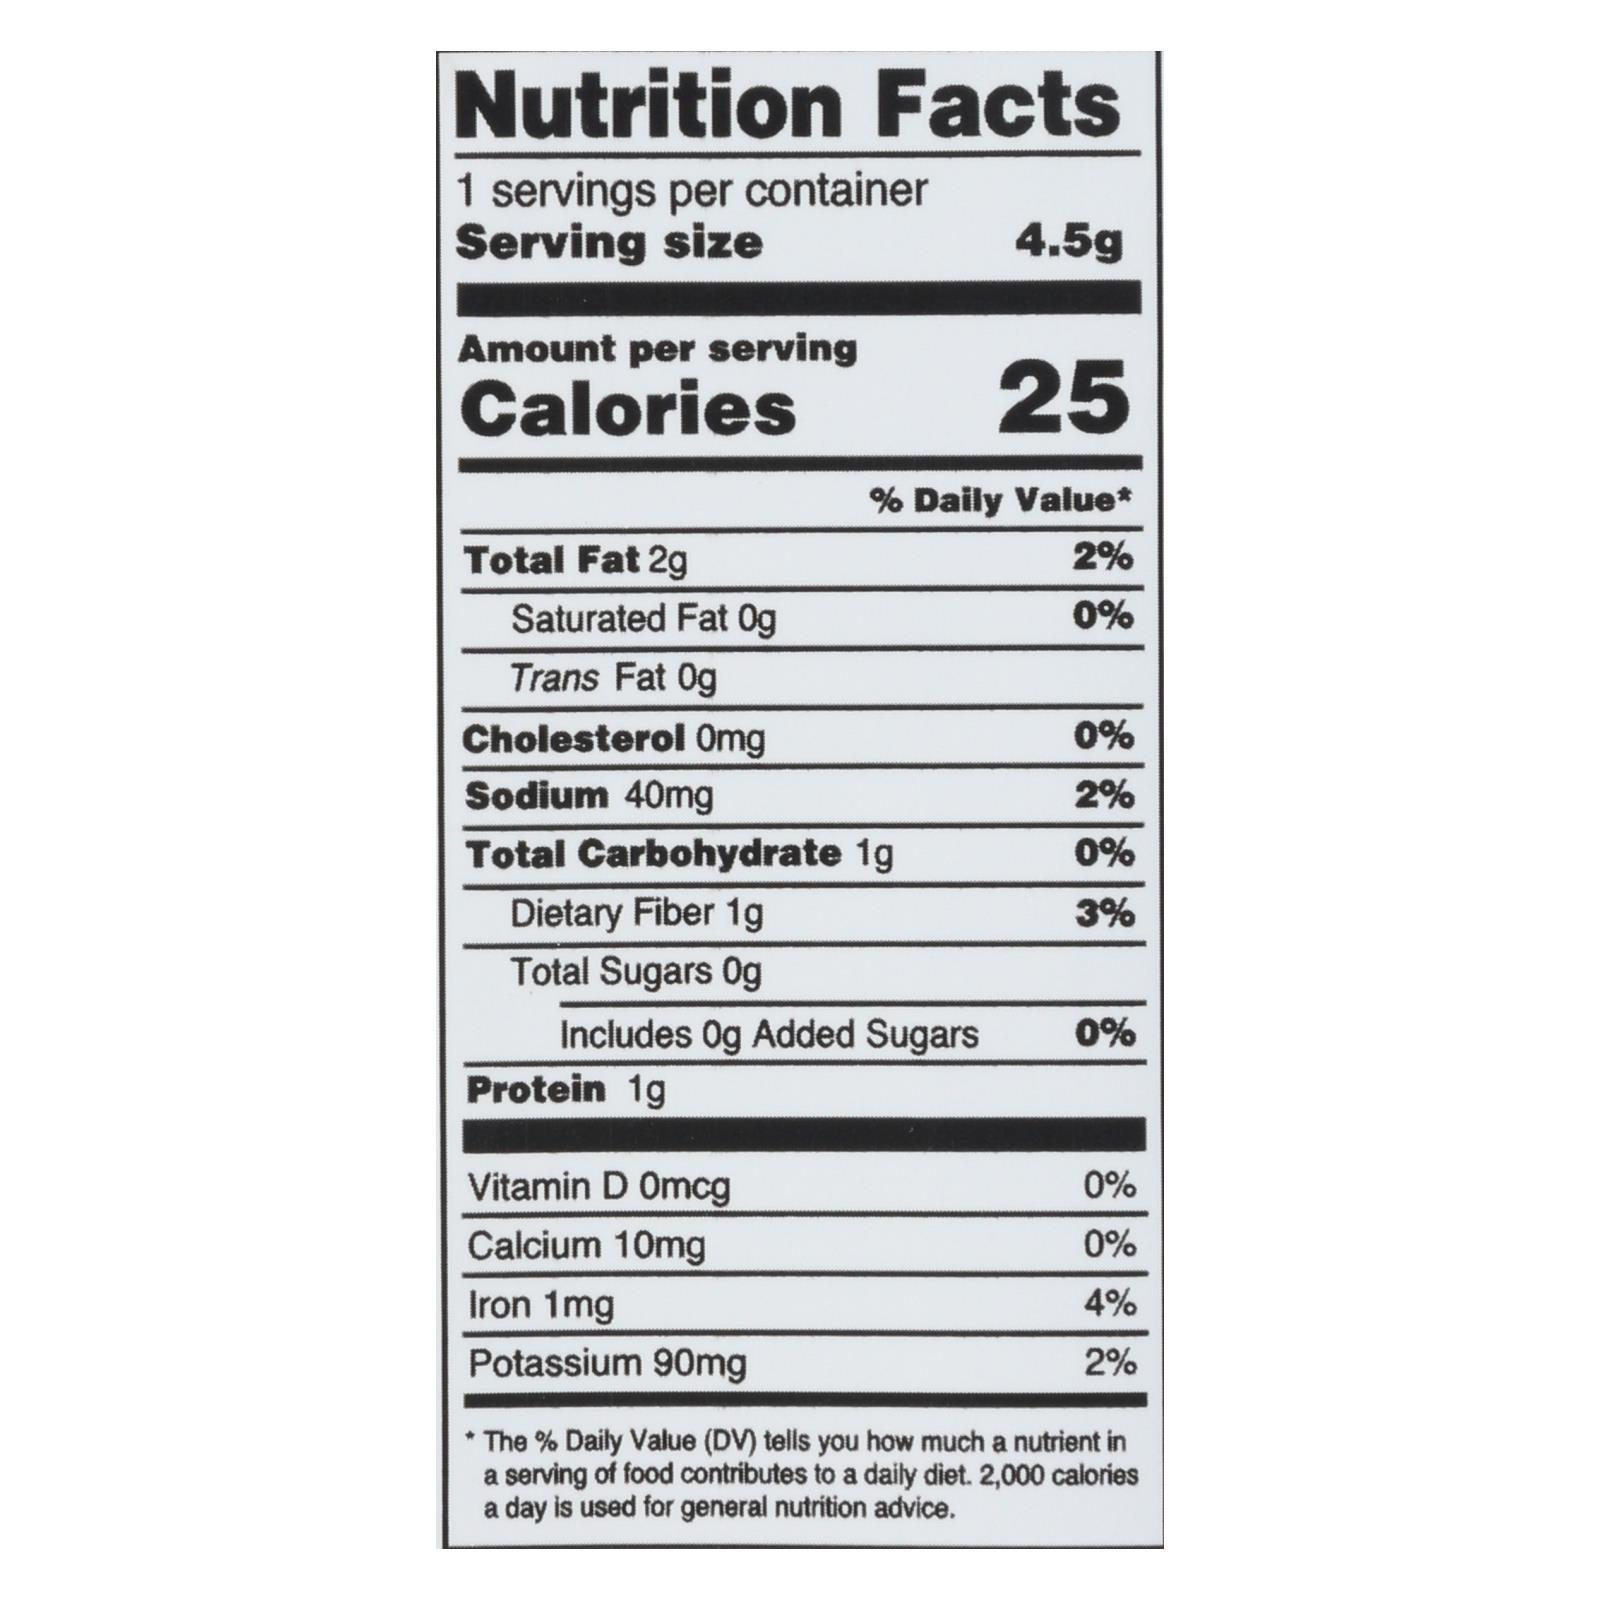 Nutrition Facts
1 servings per container
Serving size 4.5g
Amount per serving
Calories 25
% Daily Value*
Total Fat 2g 2%
Saturated Fat 0g 0%
Trans Fat 0g
Cholesterol 0mg 0%
Sodium 40mg 2%
Total Carbohydrate 1g 0%
Dietary Fiber 1g 3%
Total Sugars 0g
Includes 0g Added Sugars 0%
Protein 1g
Vitamin D 0mcg 0%
Calcium 10mg 0%
Iron 1mg 4%
Potassium 90mg 2%
* The % Daily Value (DV) tells you how much a nutrient in
a serving of food contributes to a daily diet. 2,000 calories
a day is used for general nutrition advice.